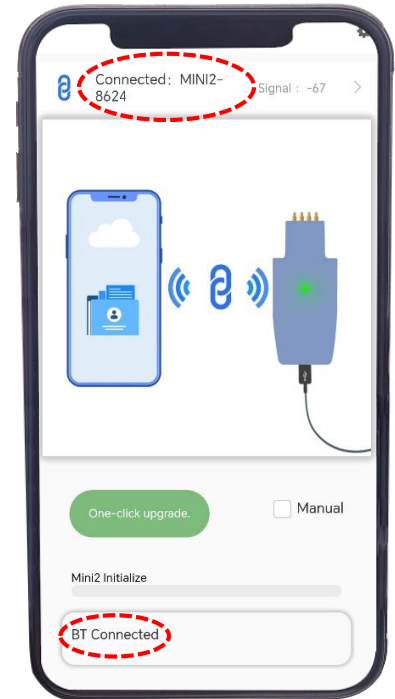 Connected: MINI2-
8624
Signal : -67
One-click upgrade.
Manual
Mini2 Initialize
BT Connected